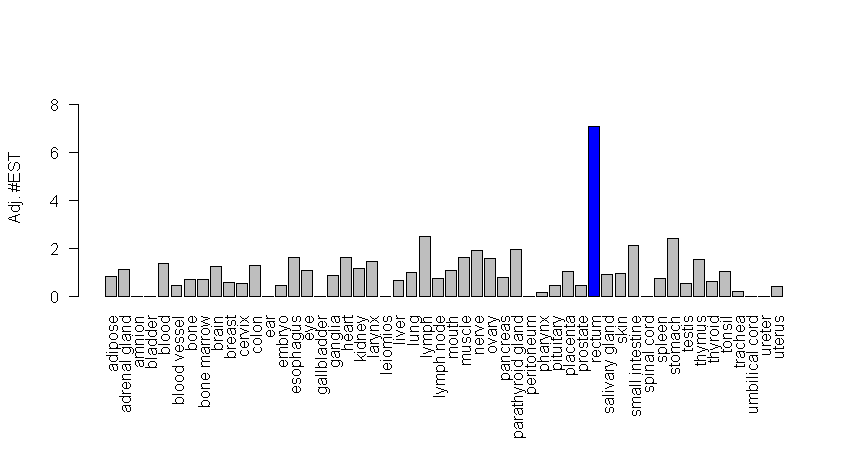 Adj. #EST
8
6
4
2
0
adipose
adrenal gland
amnion
bladder
blood
blood vessel
bone
bone marrow
brain
breast
cervix
colon
ear
embryo
esophagus
eye
gallbladder
ganglia
heart
kidney
larynx
leiomios
liver
lung
lymph
lymph node
mouth
muscle
nerve
ovary
pancreas
parathyroid gland
peritoneum
pharynx
pituitary
placenta
prostate
rectum
salivary gland
skin
small intestine
spinal cord
spleen
stomach
testis
thymus
thyroid
tonsil
trachea
umbilical cord
ureter
uterus